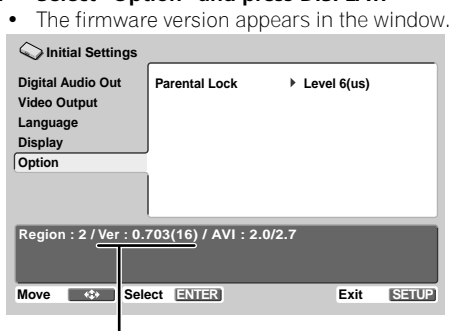 Select "Option" and press DISPLAY.
• The firmware version appears in the window.
Initial Settings
Digital Audio Out
Video Output
Language
Display
Option
Parental Lock Level 6(us)
Region : 2 / Ver : 0.703(16) / AVI : 2.0/2.7
Move Select ENTER Exit SETUP